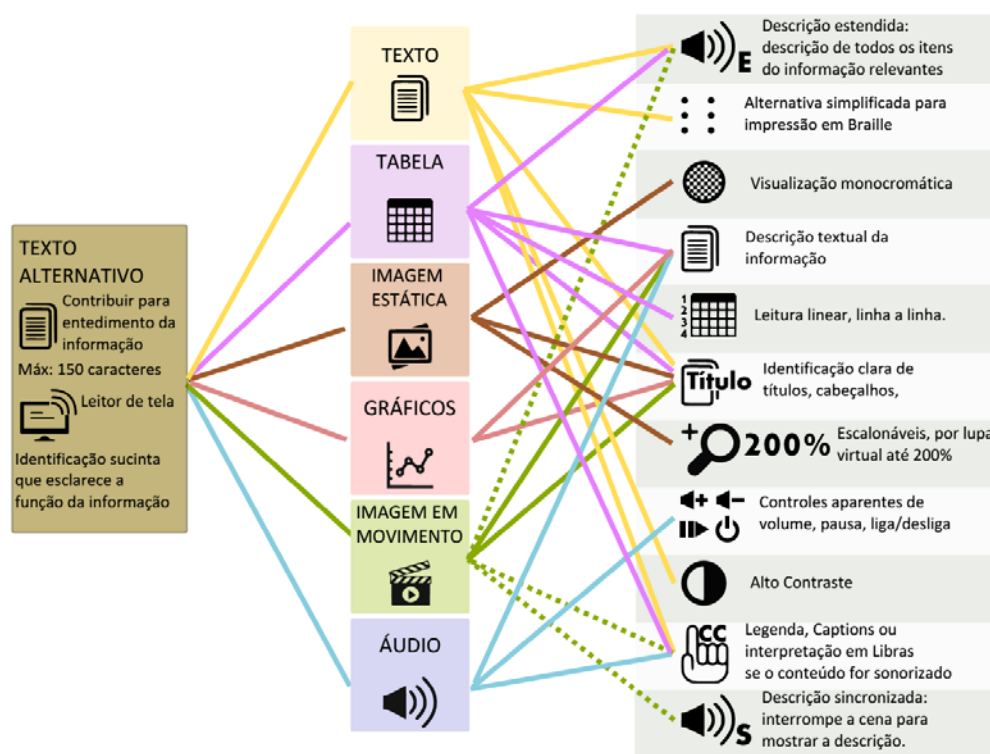 TEXTO
ALTERNATIVO
Contribuir para
entedimento da
informação
Máx: 150 caracteres
Leitor de tela
Identificação sucinta
que esclarece a
função da informação
TEXTO
TABELA
IMAGEM
ESTÁTICA
GRÁFICOS
IMAGEM EM
MOVIMENTO
ÁUDIO
E
Descrição estendida:
descrição de todos os itens
do informação relevantes
Alternativa simplificada para
impressão em Braille
Visualização monocromática
Descrição textual da
informação
1
2
3
4
Leitura linear, linha a linha.
Título
Identificação clara de
títulos, cabeçalhos,
+
200%
Escalonáveis, por lupa
virtual até 200%
Controles aparentes de
volume, pausa, liga/desliga
Alto Contraste
CC
Legenda, Captions ou
interpretação em Libras
se o conteúdo for sonorizado
S
Descrição sincronizada:
interrompe a cena para
mostrar a descrição.